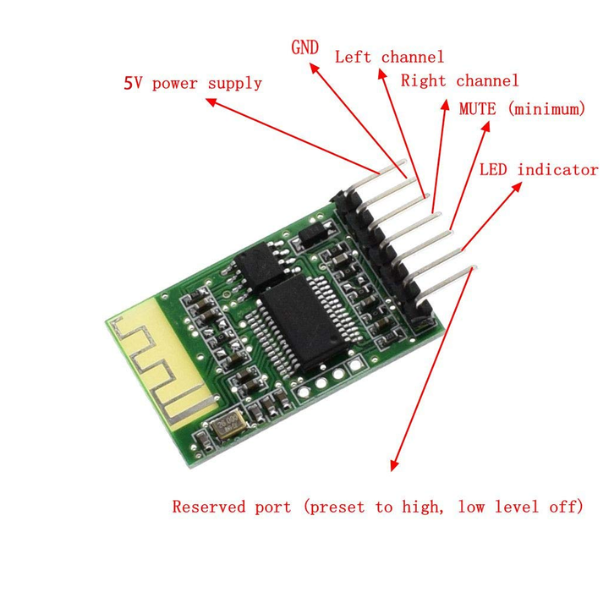 GND
Left channel
5V power supply
Right channel
MUTE (minimum)
LED indicator
Reserved port (preset to high, low level off)